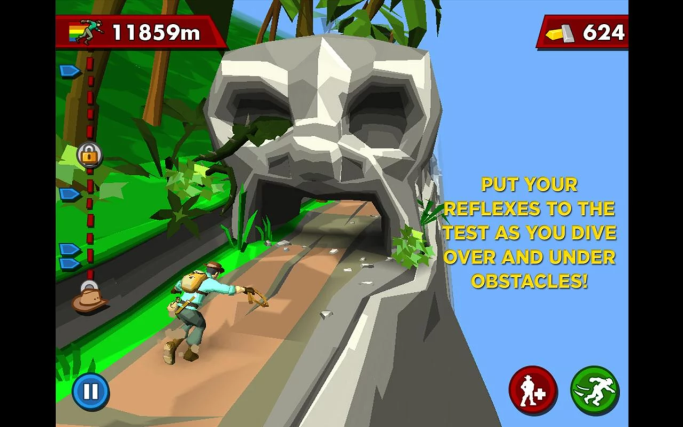 11859m
624
PUT YOUR
REFLEXES TO THE
TEST AS YOU DIVE
OVER AND UNDER
OBSTACLES!